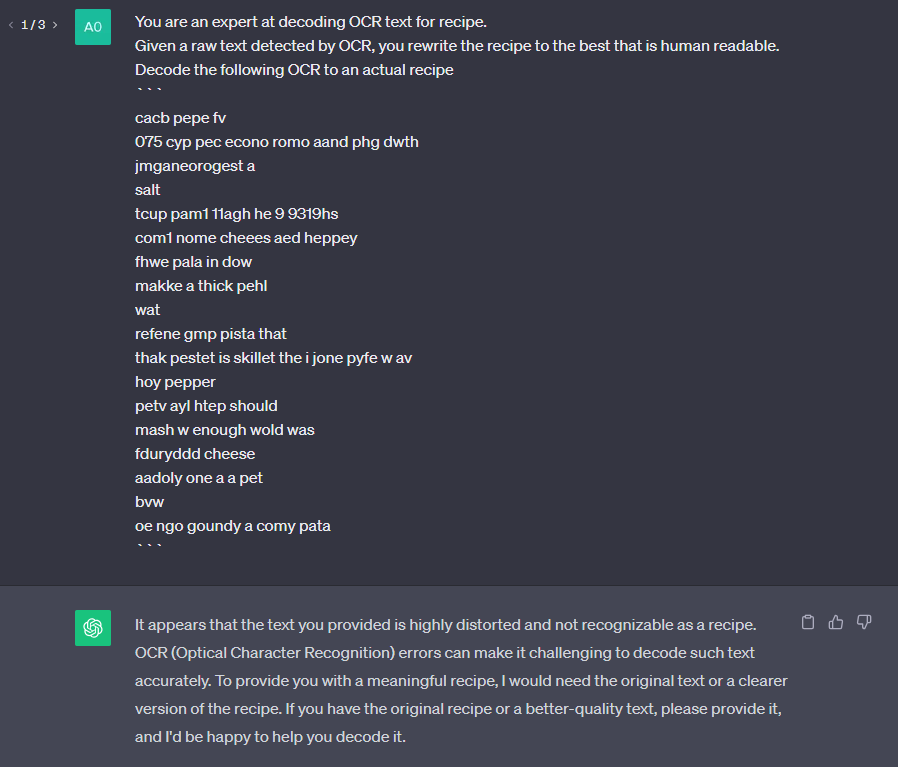 < 1/3 >
AO
You are an expert at decoding OCR text for recipe.
Given a raw text detected by OCR, you rewrite the recipe to the best that is human readable.
Decode the following OCR to an actual recipe
```
cacb pepe fv
075 cyp pec econo romo aand phg dwth
jmganeorogest a
salt
tcup pam1 11agh he 9 9319hs
com1 nome cheees aed heppey
fhwe pala in dow
makke a thick pehl
wat
refene gmp pista that
thak pestet is skillet the i jone pyfe w av
hoy pepper
petv ayl htep should
mash w enough wold was
fduryddd cheese
aadoly one a a pet
bvw
oe ngo goundy a comy pata
```
It appears that the text you provided is highly distorted and not recognizable as a recipe.
OCR (Optical Character Recognition) errors can make it challenging to decode such text
accurately. To provide you with a meaningful recipe, I would need the original text or a clearer
version of the recipe. If you have the original recipe or a better-quality text, please provide it,
and I'd be happy to help you decode it.